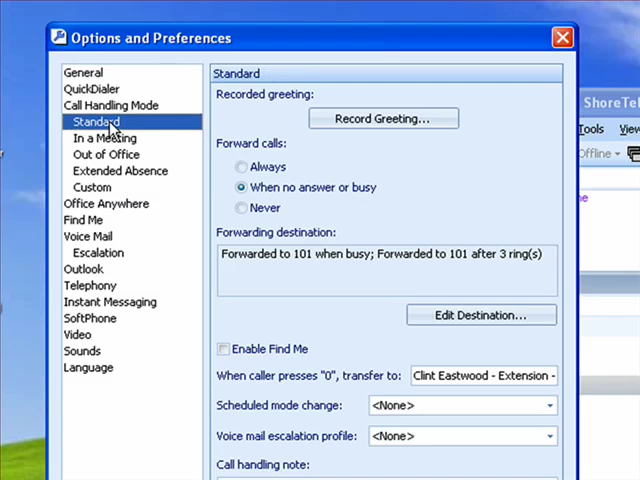 Options and Preferences
General
QuickDialer
Call Handling Mode
Standard
In a Meeting
Out of Office
Extended Absence
Custom
Office Anywhere
Find Me
Voice Mail
Escalation
Outlook
Telephony
Instant Messaging
SoftPhone
Video
Sounds
Language
Standard
Recorded greeting:
Record Greeting...
Forward calls:
Always
When no answer or busy
Never
Forwarding destination:
Forwarded to 101 when busy; Forwarded to 101 after 3 ring(s)
Edit Destination...
Enable Find Me
When caller presses "0", transfer to: Clint Eastwood - Extension -
Scheduled mode change: <None>
Voice mail escalation profile: <None>
Call handling note:
ShoreTel
Tools View
Offline